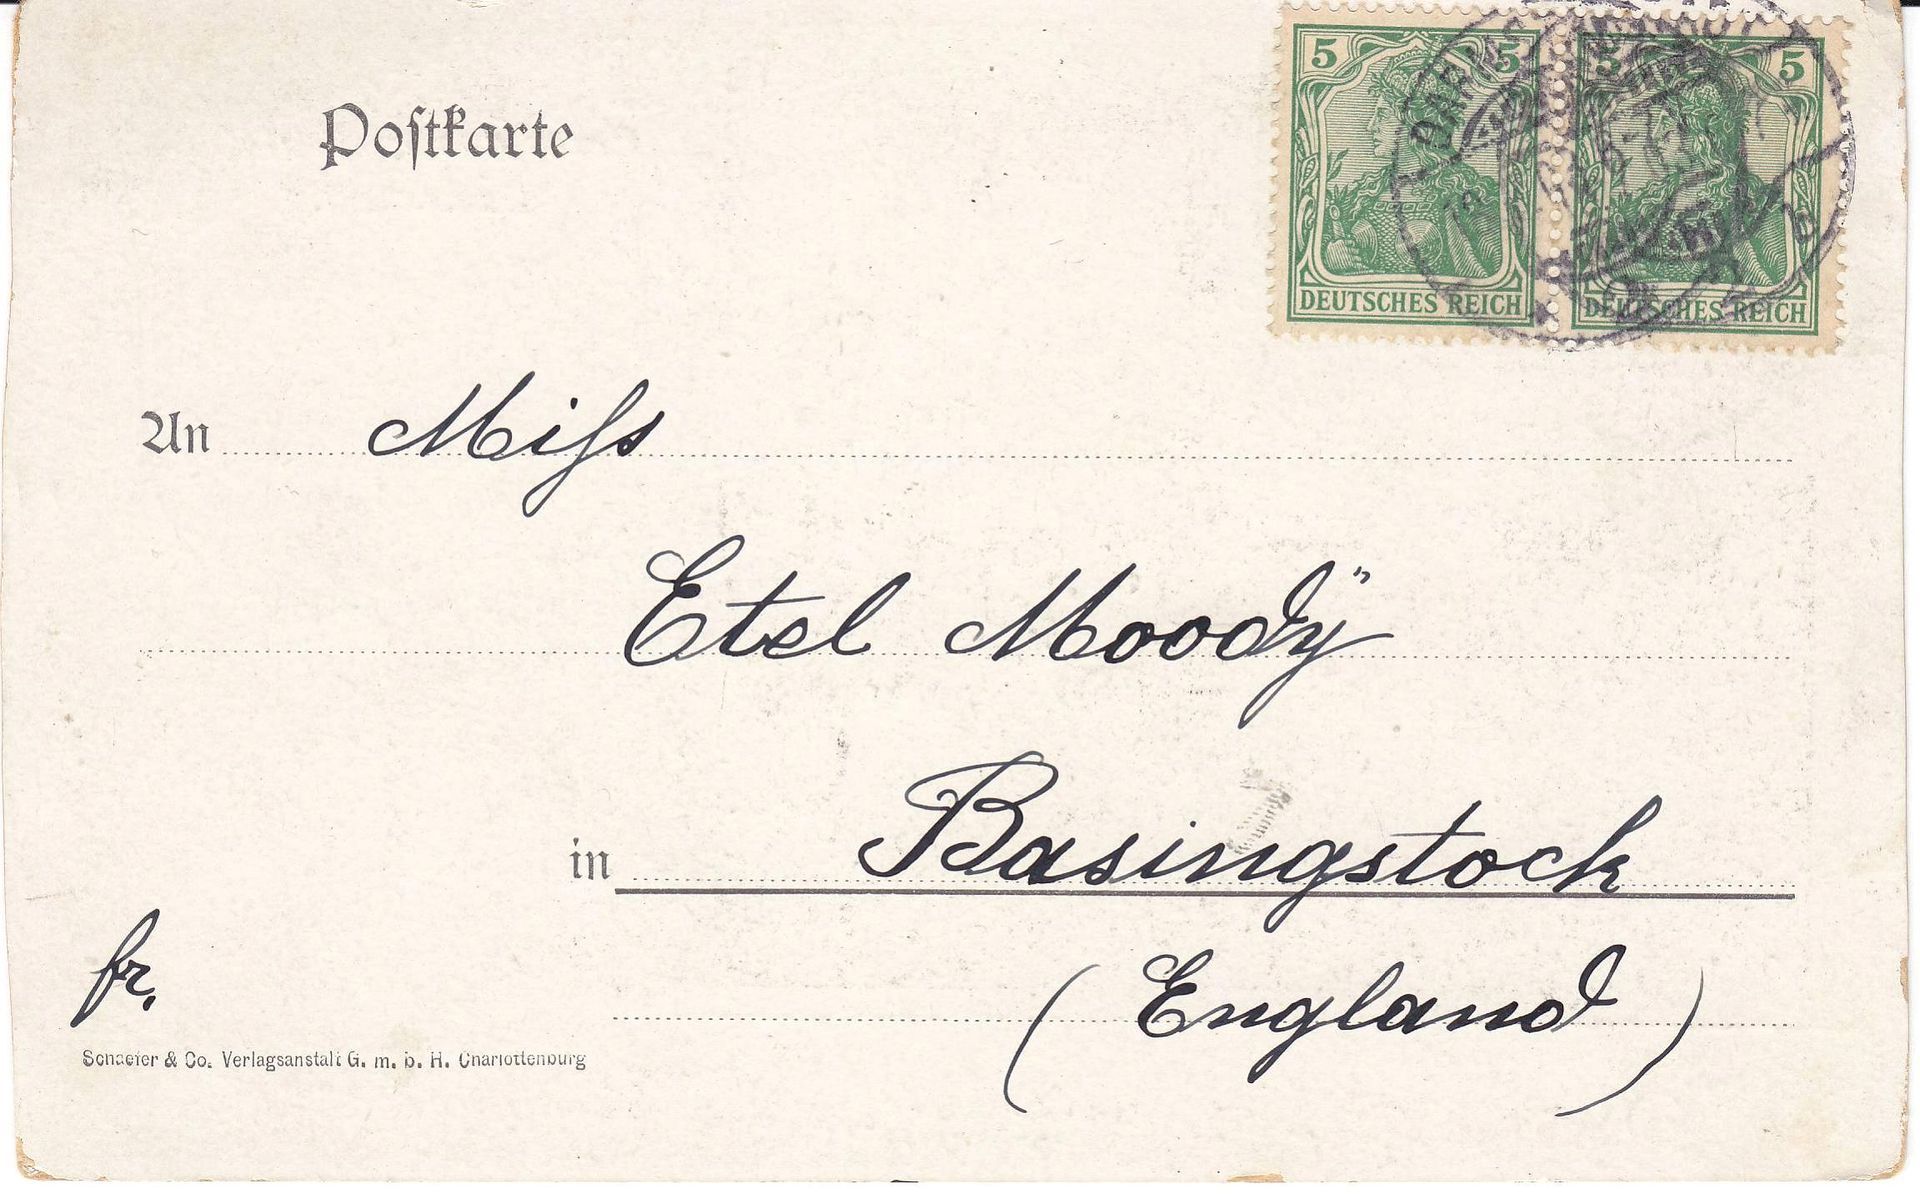 Postkarte
5 5
5 5
DEUTSCHES REICH
DEUTSCHES REICH
An Miss
Etel Moodÿ
in Basingstock
(England)
fr.
Schaefer & Co. Verlagsanstalt G. m. b. H. Charlottenburg